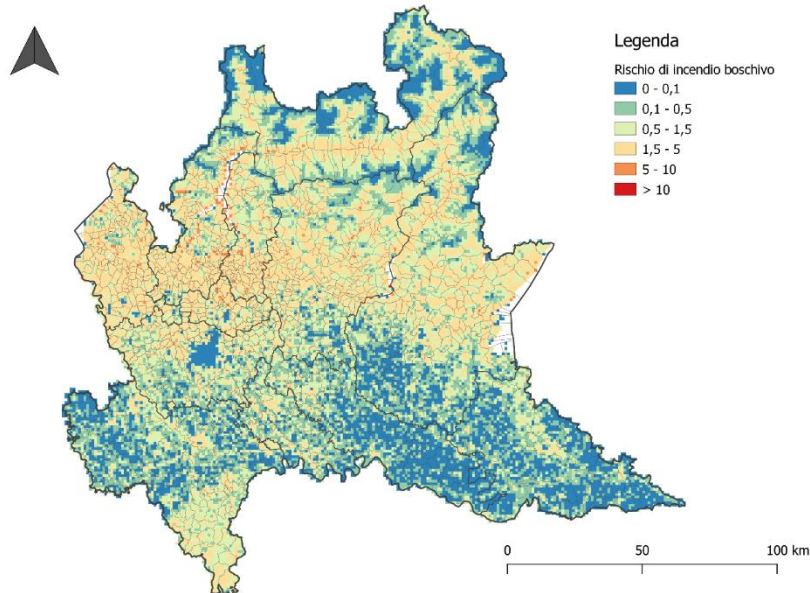 Legenda
Rischio di incendio boschivo
0 - 0,1
0,1 - 0,5
0,5 - 1,5
1,5 - 5
5 - 10
> 10
0 50 100 km